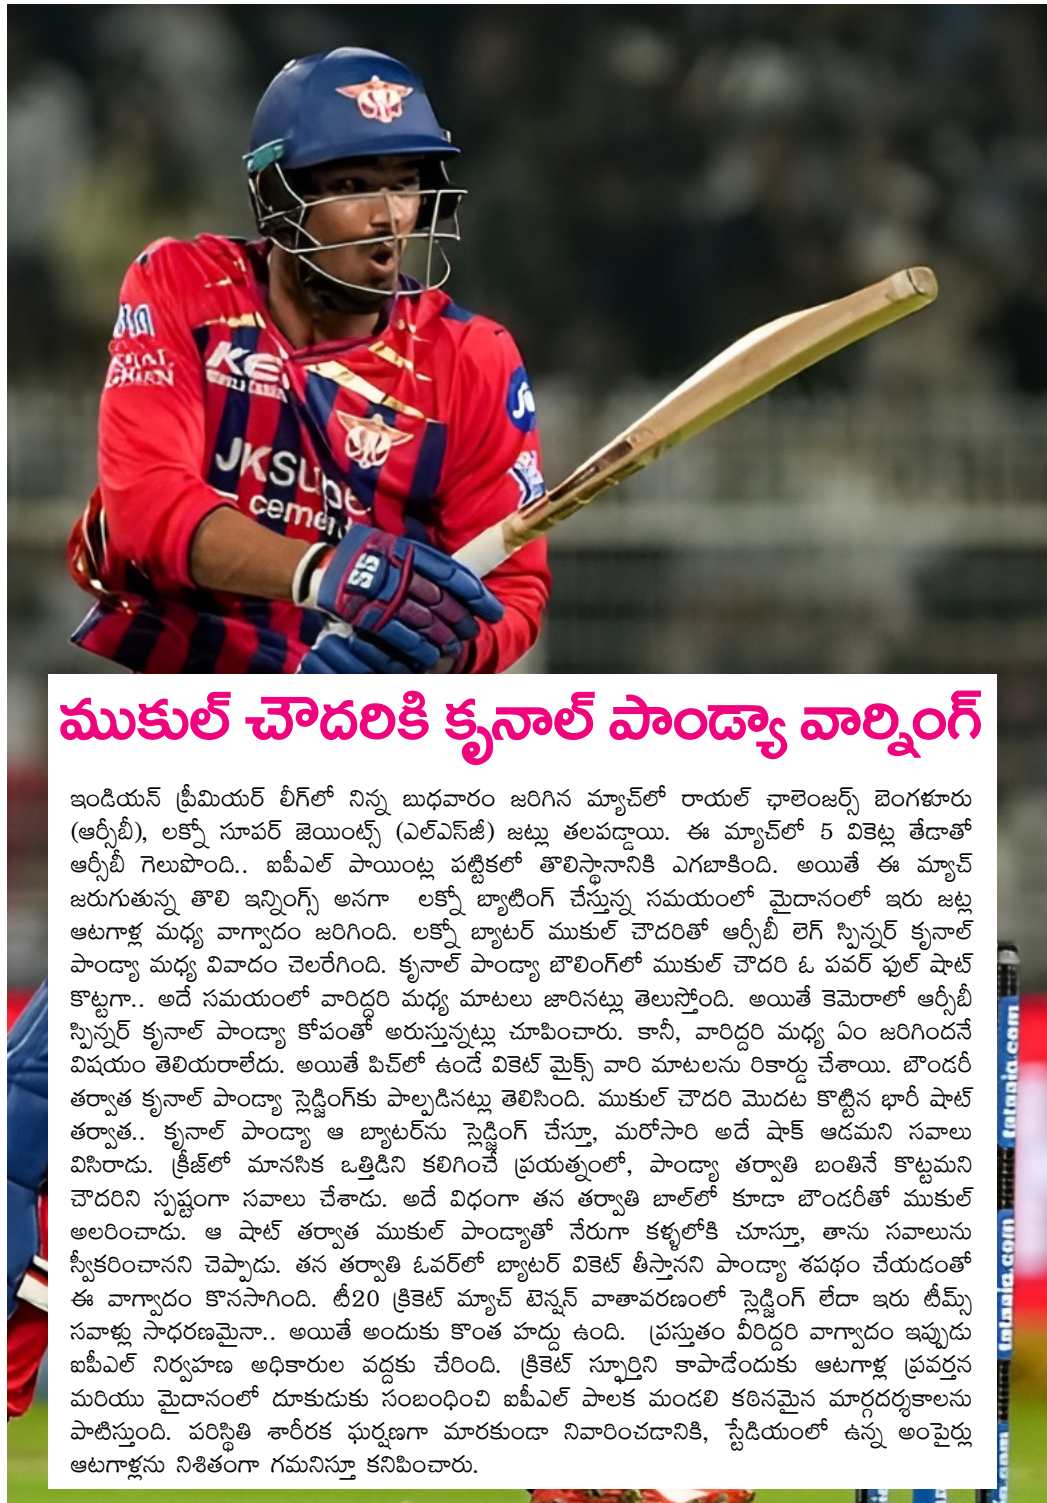 KE
JKSupe
cement
SS
ముకుల్ చౌదరికి కృనాల్ పాండ్యా వార్నింగ్
ఇండియన్ ప్రీమియర్ లీగ్‌లో నిన్న బుధవారం జరిగిన మ్యాచ్‌లో రాయల్ ఛాలెంజర్స్ బెంగళూరు
(ఆర్సీబీ), లక్నో సూపర్ జెయింట్స్ (ఎల్ఎస్‌జీ) జట్లు తలపడ్డాయి. ఈ మ్యాచ్‌లో 5 వికెట్ల తేడాతో
ఆర్సీబీ గెలుపొంది.. ఐపీఎల్ పాయింట్ల పట్టికలో తొలిస్థానానికి ఎగబాకింది. అయితే ఈ మ్యాచ్
జరుగుతున్న తొలి ఇన్నింగ్స్ అనగా లక్నో బ్యాటింగ్ చేస్తున్న సమయంలో మైదానంలో ఇరు జట్ల
ఆటగాళ్ల మధ్య వాగ్వాదం జరిగింది. లక్నో బ్యాటర్ ముకుల్ చౌదరితో ఆర్సీబీ లెగ్ స్పిన్నర్ కృనాల్
పాండ్యా మధ్య వివాదం చెలరేగింది. కృనాల్ పాండ్యా బౌలింగ్‌లో ముకుల్ చౌదరి ఓ పవర్ ఫుల్ షాట్
కొట్టగా.. అదే సమయంలో వారిద్దరి మధ్య మాటలు జారినట్లు తెలుస్తోంది. అయితే కెమెరాలో ఆర్సీబీ
స్పిన్నర్ కృనాల్ పాండ్యా కోపంతో అరుస్తున్నట్లు చూపించారు. కానీ, వారిద్దరి మధ్య ఏం జరిగిందనే
విషయం తెలియరాలేదు. అయితే పిచ్‌లో ఉండే వికెట్ మైక్స్ వారి మాటలను రికార్డు చేశాయి. బౌండరీ
తర్వాత కృనాల్ పాండ్యా స్లెడ్జింగ్‌కు పాల్పడినట్లు తెలిసింది. ముకుల్ చౌదరి మొదట కొట్టిన భారీ షాట్
తర్వాత.. కృనాల్ పాండ్యా ఆ బ్యాటర్‌ను స్లెడ్జింగ్ చేస్తూ, మరోసారి అదే షాక్ ఆడమని సవాలు
విసిరాడు. క్రీజ్‌లో మానసిక ఒత్తిడిని కలిగించే ప్రయత్నంలో, పాండ్యా తర్వాతి బంతినే కొట్టమని
చౌదరిని స్పష్టంగా సవాలు చేశాడు. అదే విధంగా తన తర్వాతి బాల్‌లో కూడా బౌండరీతో ముకుల్
అలరించాడు. ఆ షాట్ తర్వాత ముకుల్ పాండ్యాతో నేరుగా కళ్ళలోకి చూస్తూ, తాను సవాలును
స్వీకరించానని చెప్పాడు. తన తర్వాతి ఓవర్‌లో బ్యాటర్ వికెట్ తీస్తానని పాండ్యా శపథం చేయడంతో
ఈ వాగ్వాదం కొనసాగింది. టీ20 క్రికెట్ మ్యాచ్ టెన్షన్ వాతావరణంలో స్లెడ్జింగ్ లేదా ఇరు టీమ్స్
సవాళ్లు సాధరణమైనా.. అయితే అందుకు కొంత హద్దు ఉంది. ప్రస్తుతం వీరిద్దరి వాగ్వాదం ఇప్పుడు
ఐపీఎల్ నిర్వహణ అధికారుల వద్దకు చేరింది. క్రికెట్ స్ఫూర్తిని కాపాడేందుకు ఆటగాళ్ల ప్రవర్తన
మరియు మైదానంలో దూకుడుకు సంబంధించి ఐపీఎల్ పాలక మండలి కఠినమైన మార్గదర్శకాలను
పాటిస్తుంది. పరిస్థితి శారీరక ఘర్షణగా మారకుండా నివారించడానికి, స్టేడియంలో ఉన్న అంపైర్లు
ఆటగాళ్లను నిశితంగా గమనిస్తూ కనిపించారు.